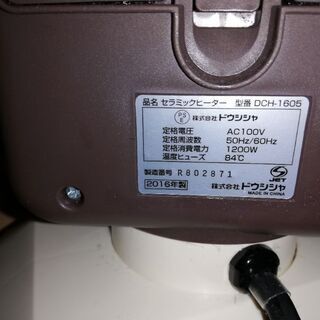 品名 セラミックヒーター 型番 DCH-1605
PS
E
株式会社ドウシシャ
定格電圧 AC100V
定格周波数 50Hz/60Hz
定格消費電力 1200W
温度ヒューズ 84℃
製造番号 R802871
2016年製 株式会社ドウシシャ
S
JET
MADE IN CHINA